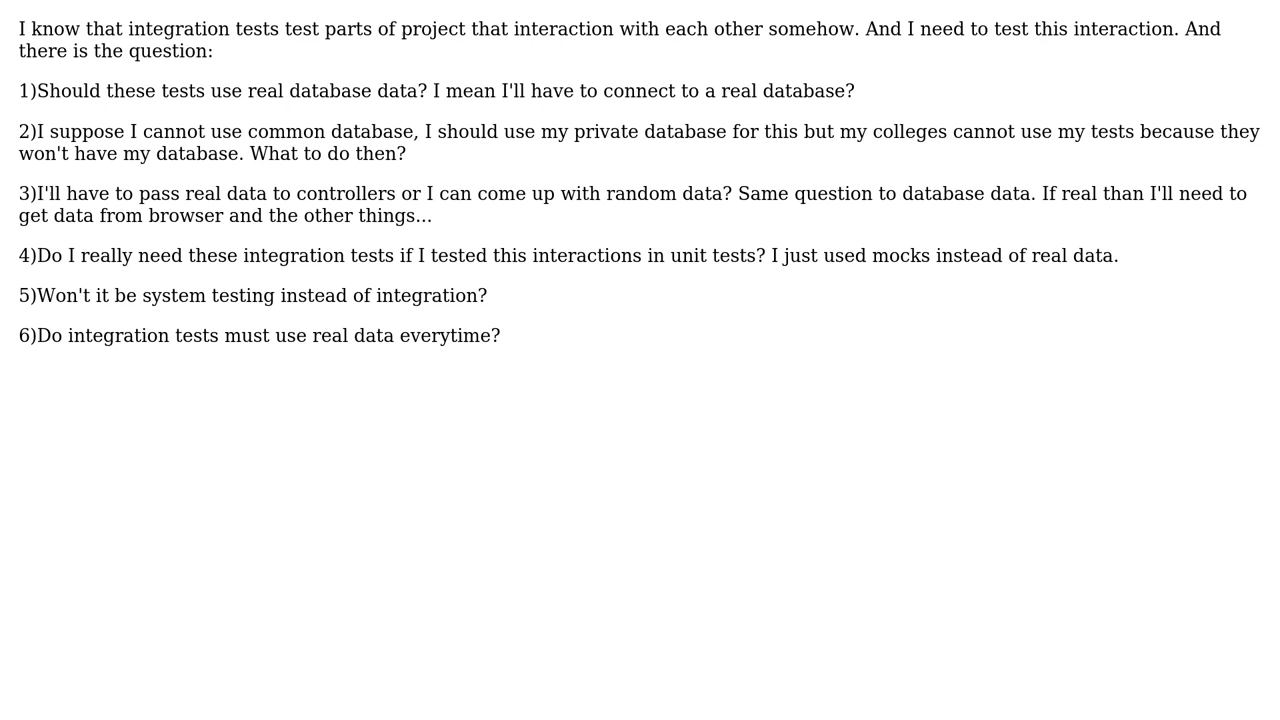 I know that integration tests test parts of project that interaction with each other somehow. And I need to test this interaction. And
there is the question:
1)Should these tests use real database data? I mean I'll have to connect to a real database?
2)I suppose I cannot use common database, I should use my private database for this but my colleges cannot use my tests because they
won't have my database. What to do then?
3)I'll have to pass real data to controllers or I can come up with random data? Same question to database data. If real than I'll need to
get data from browser and the other things...
4)Do I really need these integration tests if I tested this interactions in unit tests? I just used mocks instead of real data.
5)Won't it be system testing instead of integration?
6)Do integration tests must use real data everytime?